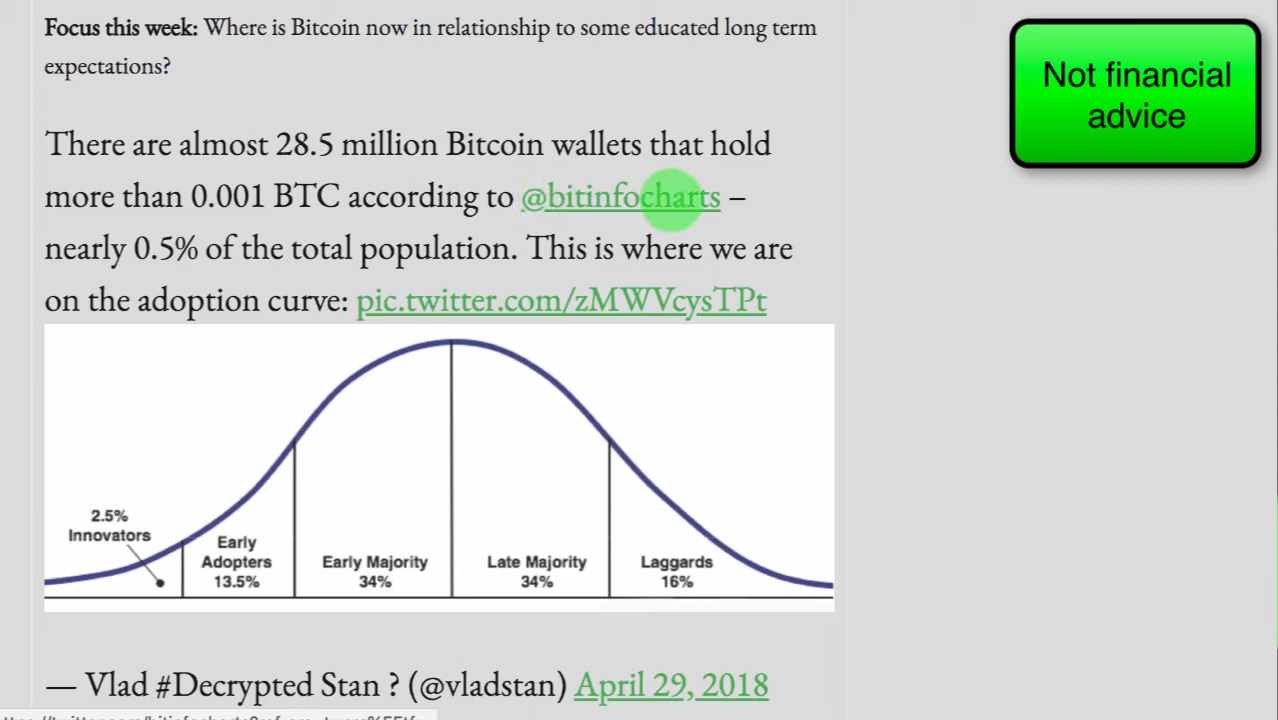 Focus this week: Where is Bitcoin now in relationship to some educated long term
expectations?
Not financial
advice
There are almost 28.5 million Bitcoin wallets that hold
more than 0.001 BTC according to @bitinfocharts –
nearly 0.5% of the total population. This is where we are
on the adoption curve: pic.twitter.com/zMWVcysTPt
2.5%
Innovators
Early
Adopters
13.5%
Early Majority
34%
Late Majority
34%
Laggards
16%
— Vlad #Decrypted Stan ? (@vladstan) April 29, 2018